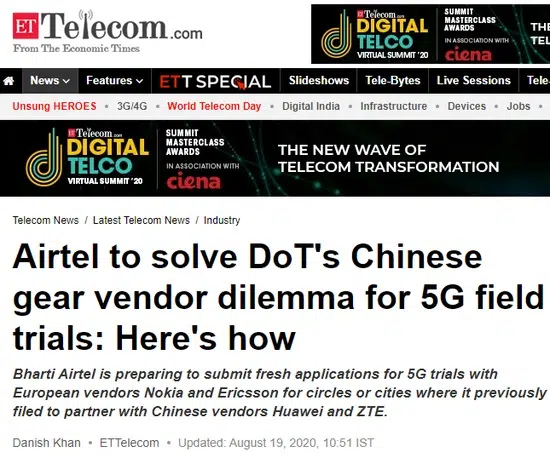 ET Telecom.com
From The Economic Times
ET Telecom.com
DIGITAL
TELCO
VIRTUAL SUMMIT '20
SUMMIT
MASTERCLASS
AWARDS
IN ASSOCIATION WITH
ciena
News Features ETT SPECIAL Slideshows Tele-Bytes Live Sessions Tele-
Unsung HEROES • 3G/4G • World Telecom Day • Digital India • Infrastructure • Devices • Jobs •
ET Telecom.com
DIGITAL
TELCO
VIRTUAL SUMMIT '20
SUMMIT
MASTERCLASS
AWARDS
IN ASSOCIATION WITH
ciena
THE NEW WAVE OF
TELECOM TRANSFORMATION
Telecom News / Latest Telecom News / Industry
Airtel to solve DoT's Chinese
gear vendor dilemma for 5G field
trials: Here's how
Bharti Airtel is preparing to submit fresh applications for 5G trials with
European vendors Nokia and Ericsson for circles or cities where it previously
filed to partner with Chinese vendors Huawei and ZTE.
Danish Khan • ETTelecom • Updated: August 19, 2020, 10:51 IST